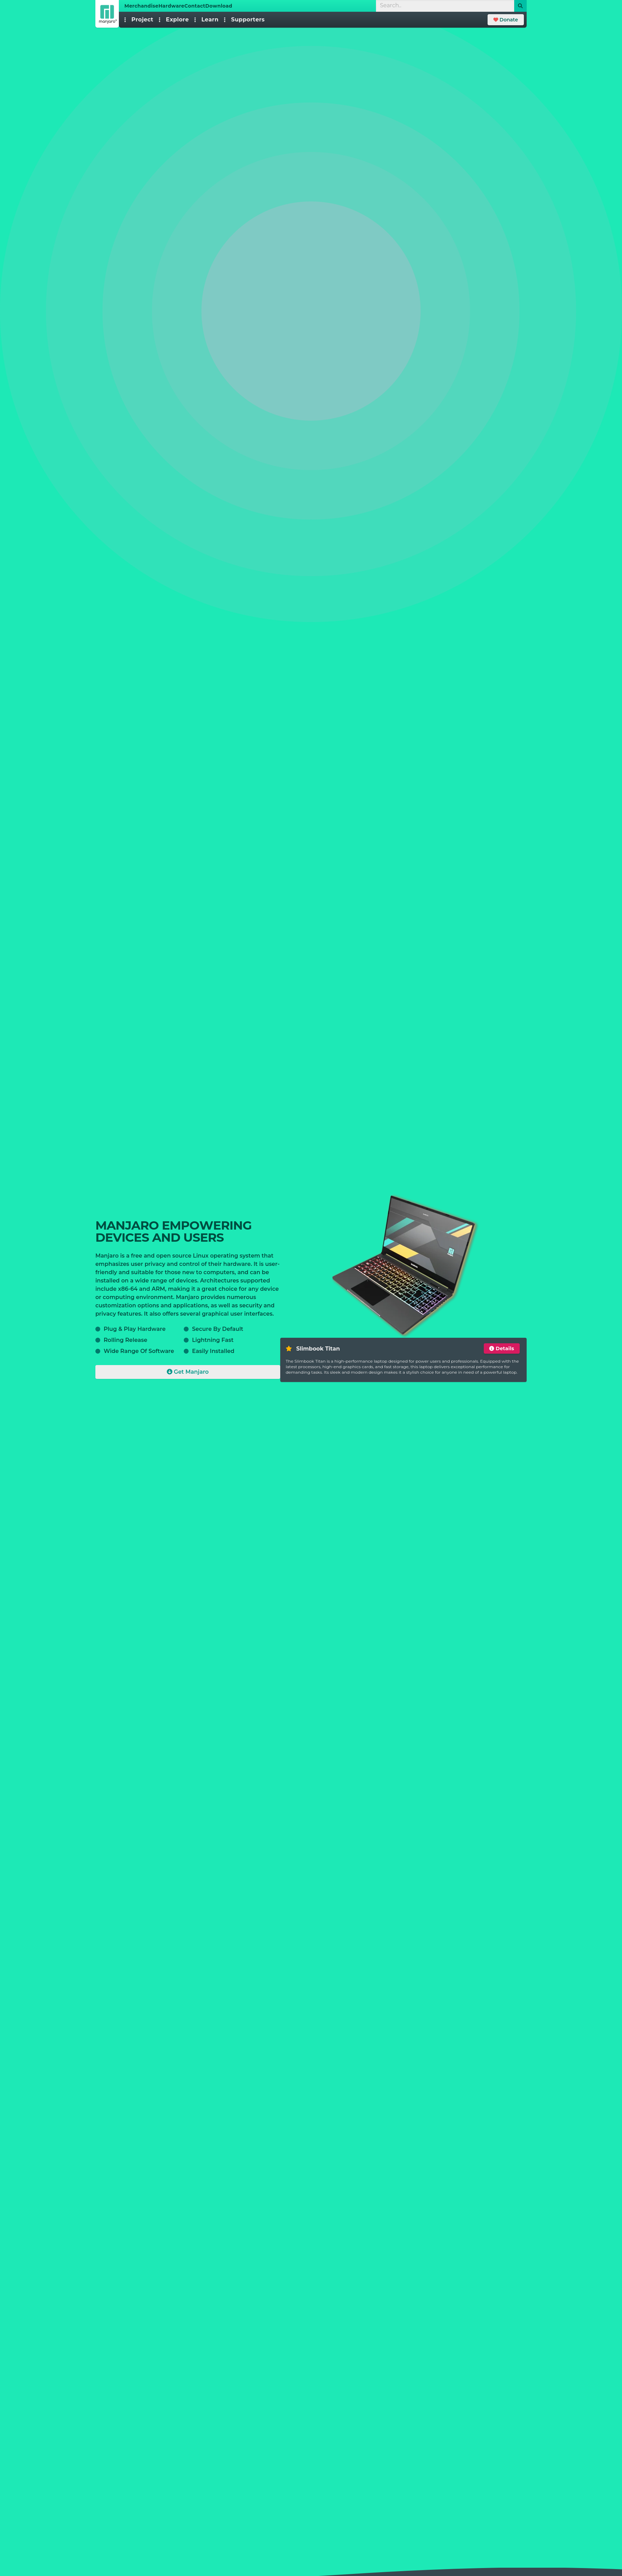 manjaro
Merchandise Hardware Contact Download
Search...
Project Explore Learn Supporters
Donate
MANJARO EMPOWERING
DEVICES AND USERS
Manjaro is a free and open source Linux operating system that
emphasizes user privacy and control of their hardware. It is user-
friendly and suitable for those new to computers, and can be
installed on a wide range of devices. Architectures supported
include x86-64 and ARM, making it a great choice for any device
or computing environment. Manjaro provides numerous
customization options and applications, as well as security and
privacy features. It also offers several graphical user interfaces.
Plug & Play Hardware
Secure By Default
Rolling Release
Lightning Fast
Wide Range Of Software
Easily Installed
Get Manjaro
Slimbook Titan
Details
The Slimbook Titan is a high-performance laptop designed for power users and professionals. Equipped with the
latest processors, high-end graphics cards, and fast storage, this laptop delivers exceptional performance for
demanding tasks. Its sleek and modern design makes it a stylish choice for anyone in need of a powerful laptop.